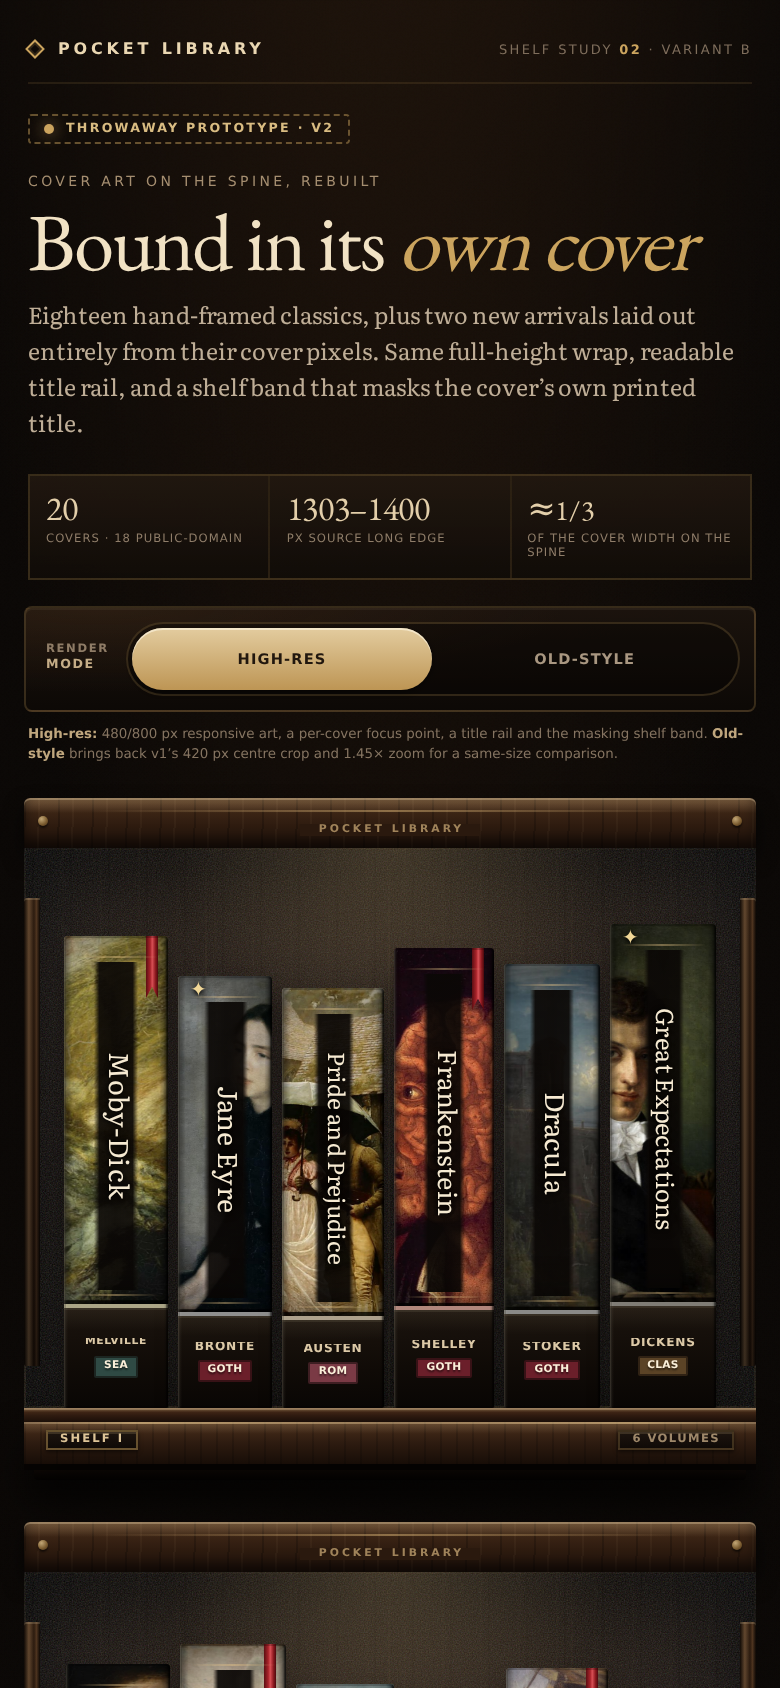 POCKET LIBRARY
SHELF STUDY 02 · VARIANT B
THROWAWAY PROTOTYPE · V2
COVER ART ON THE SPINE, REBUILT
Bound in its own cover
Eighteen hand-framed classics, plus two new arrivals laid out
entirely from their cover pixels. Same full-height wrap, readable
title rail, and a shelf band that masks the cover’s own printed
title.
20
COVERS · 18 PUBLIC-DOMAIN
1303–1400
PX SOURCE LONG EDGE
≈1/3
OF THE COVER WIDTH ON THE
SPINE
RENDER
MODE
HIGH-RES
OLD-STYLE
High-res: 480/800 px responsive art, a per-cover focus point, a title rail and the masking shelf band. Old-
style brings back v1’s 420 px centre crop and 1.45× zoom for a same-size comparison.
POCKET LIBRARY
Moby-Dick
Jane Eyre
Pride and Prejudice
Frankenstein
Dracula
Great Expectations
MELVILLE
BRONTE
AUSTEN
SHELLEY
STOKER
DICKENS
SEA
GOTH
ROM
GOTH
GOTH
CLAS
SHELF I
6 VOLUMES
POCKET LIBRARY